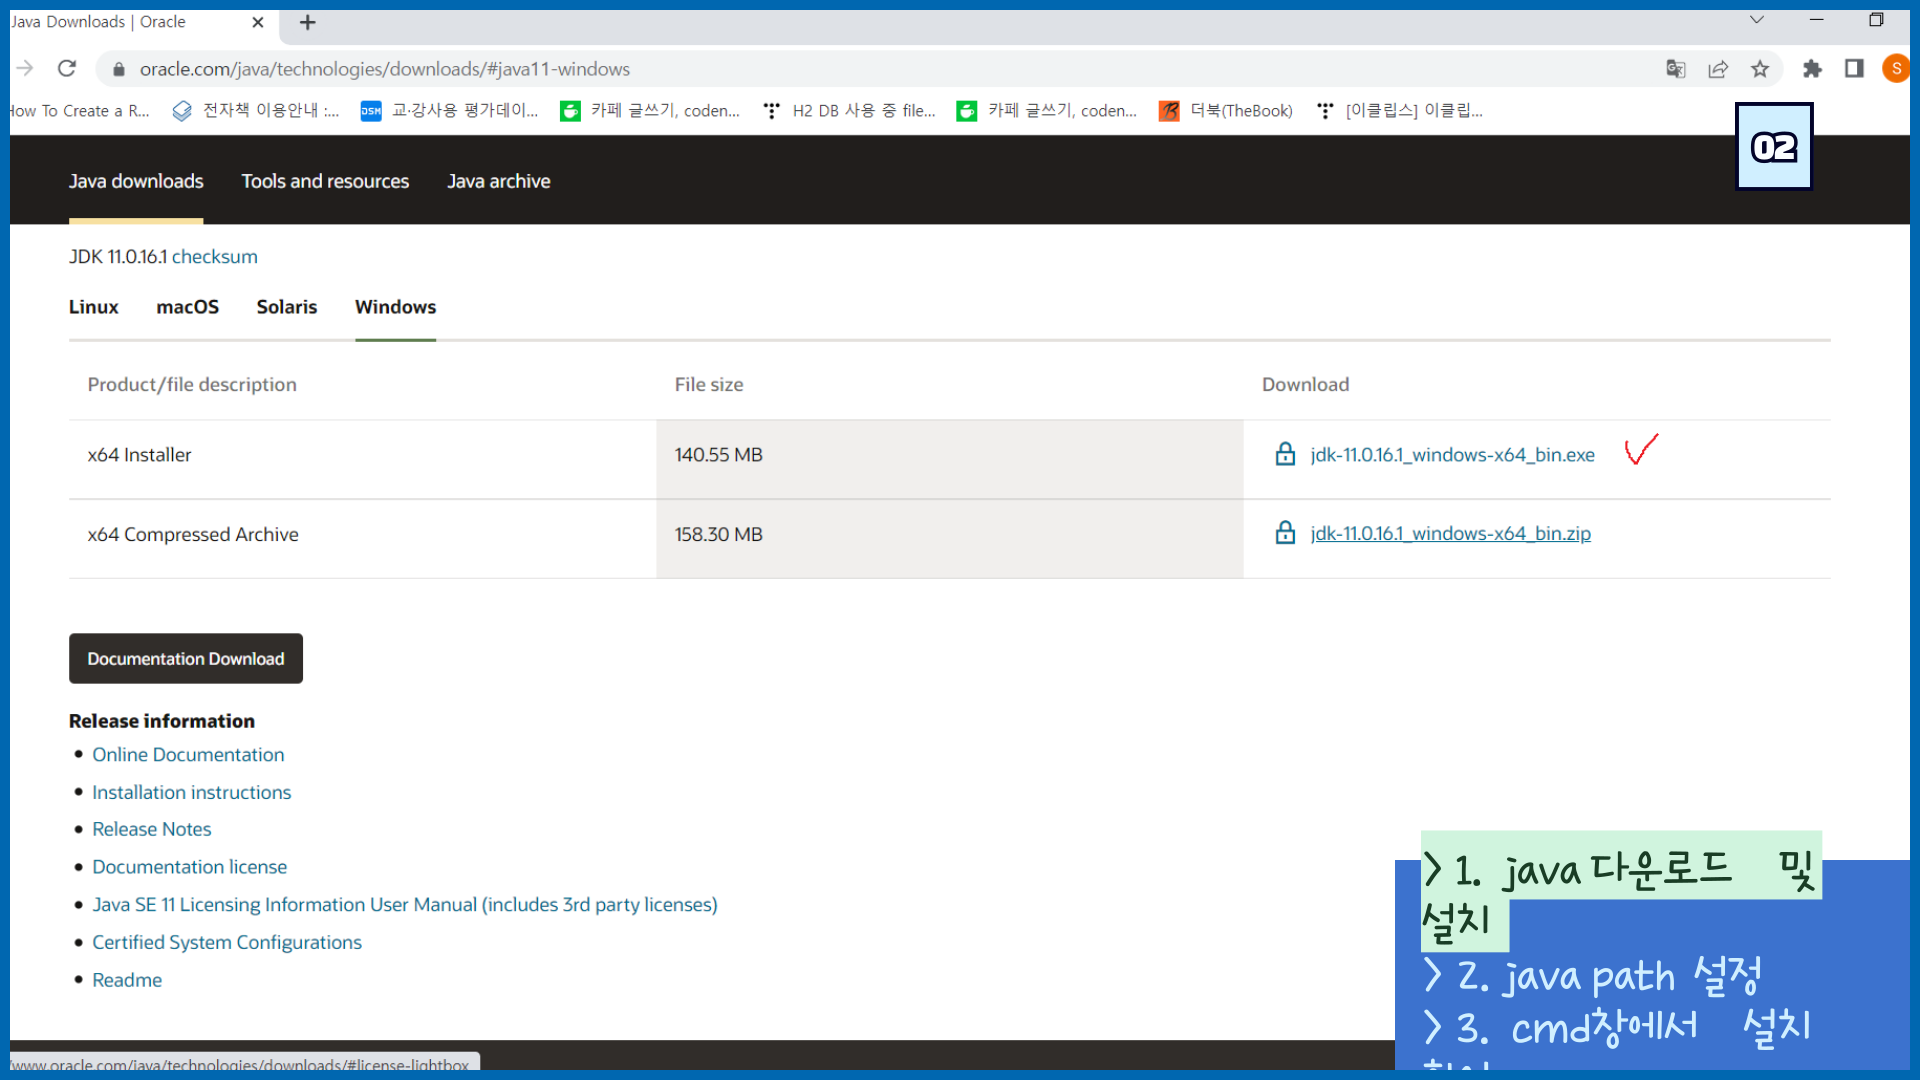 Java Downloads | Oracle
oracle.com/java/technologies/downloads/#java11-windows
S
How To Create a R...
전자책 이용안내 :...
DSM 교·강사용 평가데이...
카페 글쓰기, coden...
H2 DB 사용 중 file...
카페 글쓰기, coden...
더북(TheBook)
[이클립스] 이클립...
02
Java downloads Tools and resources Java archive
JDK 11.0.16.1 checksum
Linux macOS Solaris Windows
Product/file description File size Download
x64 Installer 140.55 MB jdk-11.0.16.1_windows-x64_bin.exe
x64 Compressed Archive 158.30 MB jdk-11.0.16.1_windows-x64_bin.zip
Documentation Download
Release information
Online Documentation
Installation instructions
Release Notes
Documentation license
Java SE 11 Licensing Information User Manual (includes 3rd party licenses)
Certified System Configurations
Readme
> 1. java 다운로드 및
설치
> 2. java path 설정
> 3. cmd창에서 설치
www.oracle.com/java/technologies/downloads/#license-lightbox